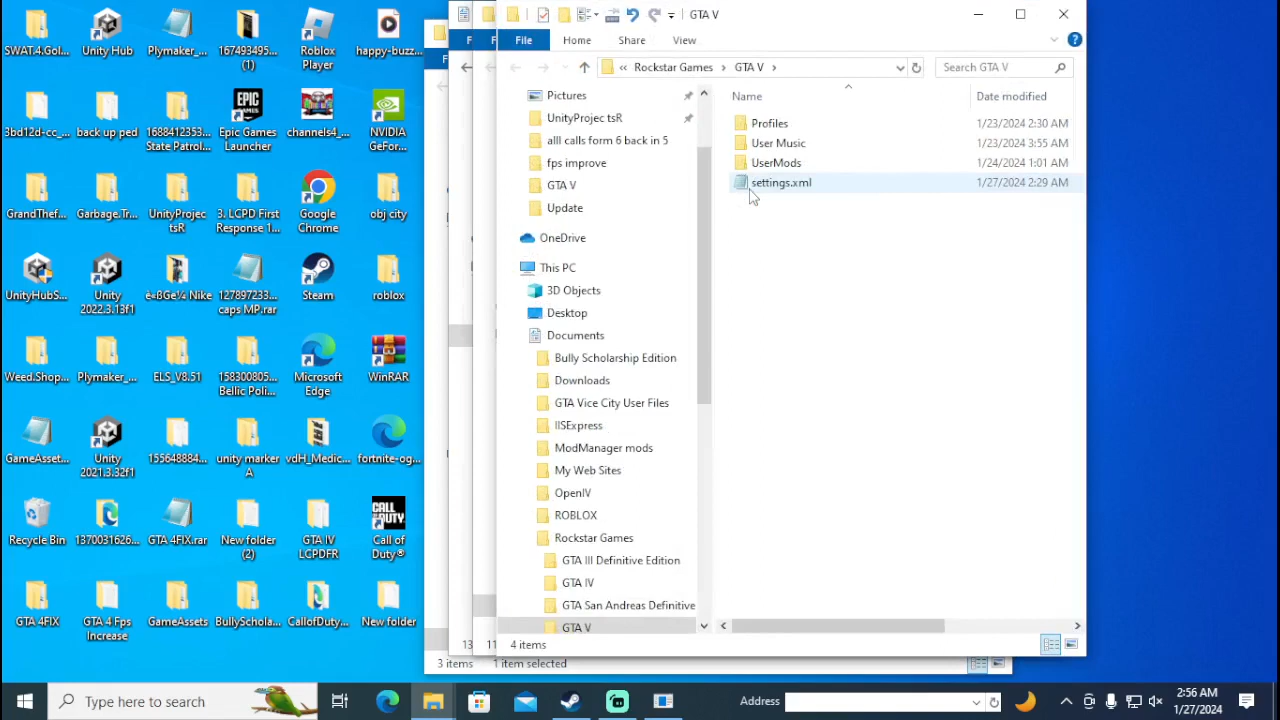 SWAT.4.Gol...
Unity Hub
Plymaker_...
167493495...
(1)
Roblox
Player
happy-buzz...
3bd12d-cc_...
back up ped
1688412353...
State Patrol...
Epic Games
Launcher
channels4_...
NVIDIA
GeFor...
GrandThef...
Garbage.Tr...
UnityProjec
tsR
3. LCPD First
Response 1...
Google
Chrome
obj city
UnityHubS...
Unity
2022.3.13f1
Nike
127897233...
caps MP.rar
Steam
roblox
Weed.Shop...
Plymaker_...
ELS_V8.51
158300805...
Bellic Poli...
Microsoft
Edge
WinRAR
GameAsset...
Unity
2021.3.32f1
155648884...
unity marker
A
vdH_Medic...
fortnite-og...
Recycle Bin
1370031626...
GTA 4FIX.rar
New folder
(2)
GTA IV
LCPDFR
CALL OF DUTY
Call of
Duty®
GTA 4FIX
GTA 4 Fps
Increase
GameAssets
BullySchola...
CallofDuty...
New folder
GTA V
File
Home
Share
View
« Rockstar Games > GTA V >
Search GTA V
Pictures
UnityProjec tsR
alll calls form 6 back in 5
fps improve
GTA V
Update
OneDrive
This PC
3D Objects
Desktop
Documents
Bully Scholarship Edition
Downloads
GTA Vice City User Files
IISExpress
ModManager mods
My Web Sites
OpenIV
ROBLOX
Rockstar Games
GTA III Definitive Edition
GTA IV
GTA San Andreas Definitive
GTA V
Name
Date modified
Profiles
1/23/2024 2:30 AM
User Music
1/23/2024 3:55 AM
UserMods
1/24/2024 1:01 AM
settings.xml
1/27/2024 2:29 AM
4 items
3 items
1 item selected
Type here to search
Address
2:56 AM
1/27/2024